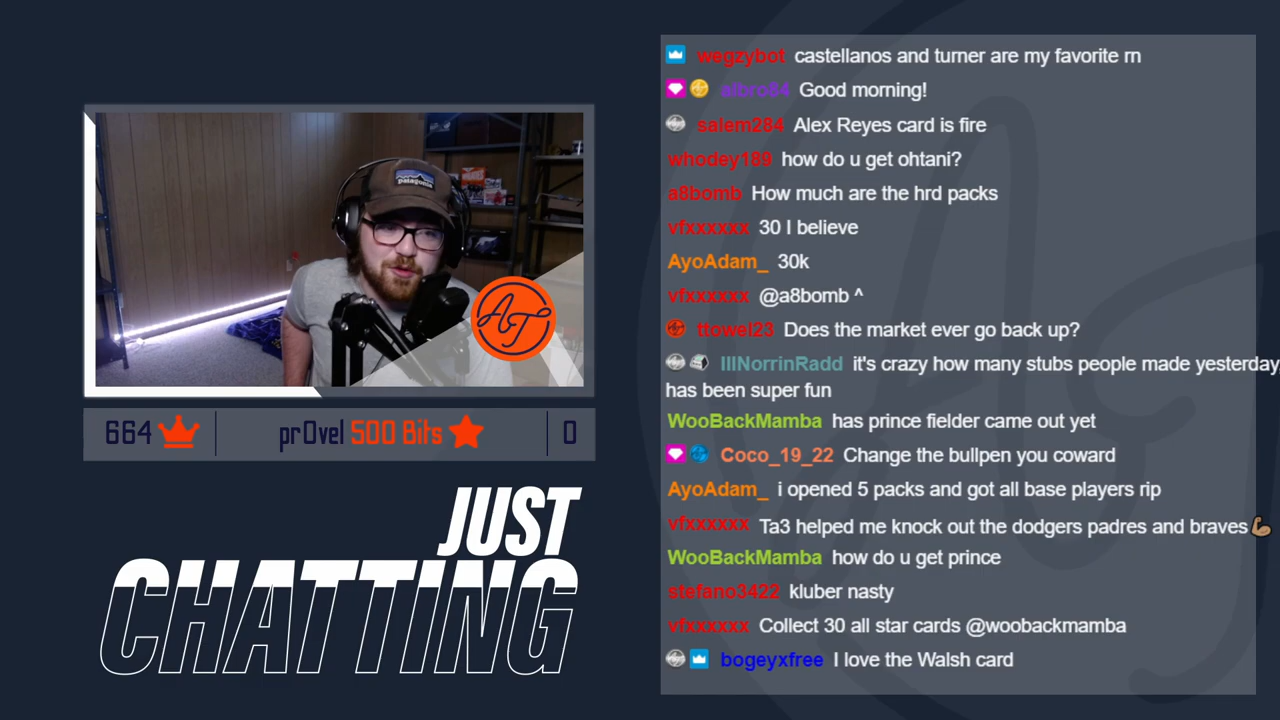 patagonia
AJ
664
pr0vel 500 Bits
0
JUST
CHATTING
wegzybot castellanos and turner are my favorite rn
albro84 Good morning!
salem284 Alex Reyes card is fire
whodey189 how do u get ohtani?
a8bomb How much are the hrd packs
vfxxxxxx 30 I believe
AyoAdam_ 30k
vfxxxxxx @a8bomb ^
ttowel23 Does the market ever go back up?
IllNorrinRadd it's crazy how many stubs people made yesterday,
has been super fun
WooBackMamba has prince fielder came out yet
Coco_19_22 Change the bullpen you coward
AyoAdam_ i opened 5 packs and got all base players rip
vfxxxxxx Ta3 helped me knock out the dodgers padres and braves💪🏽
WooBackMamba how do u get prince
stefano3422 kluber nasty
vfxxxxxx Collect 30 all star cards @woobackmamba
bogeyxfree I love the Walsh card